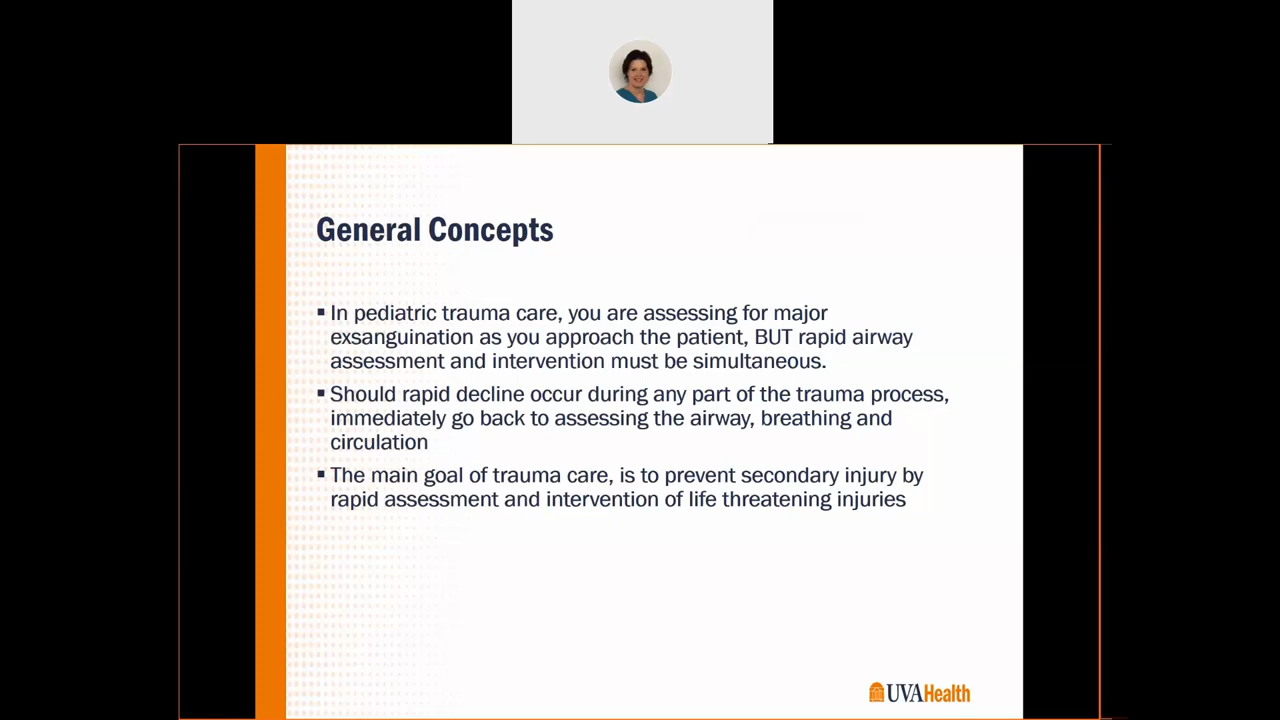 General Concepts
▪ In pediatric trauma care, you are assessing for major
exsanguination as you approach the patient, BUT rapid airway
assessment and intervention must be simultaneous.
▪ Should rapid decline occur during any part of the trauma process,
immediately go back to assessing the airway, breathing and
circulation
▪ The main goal of trauma care, is to prevent secondary injury by
rapid assessment and intervention of life threatening injuries
UVAHealth